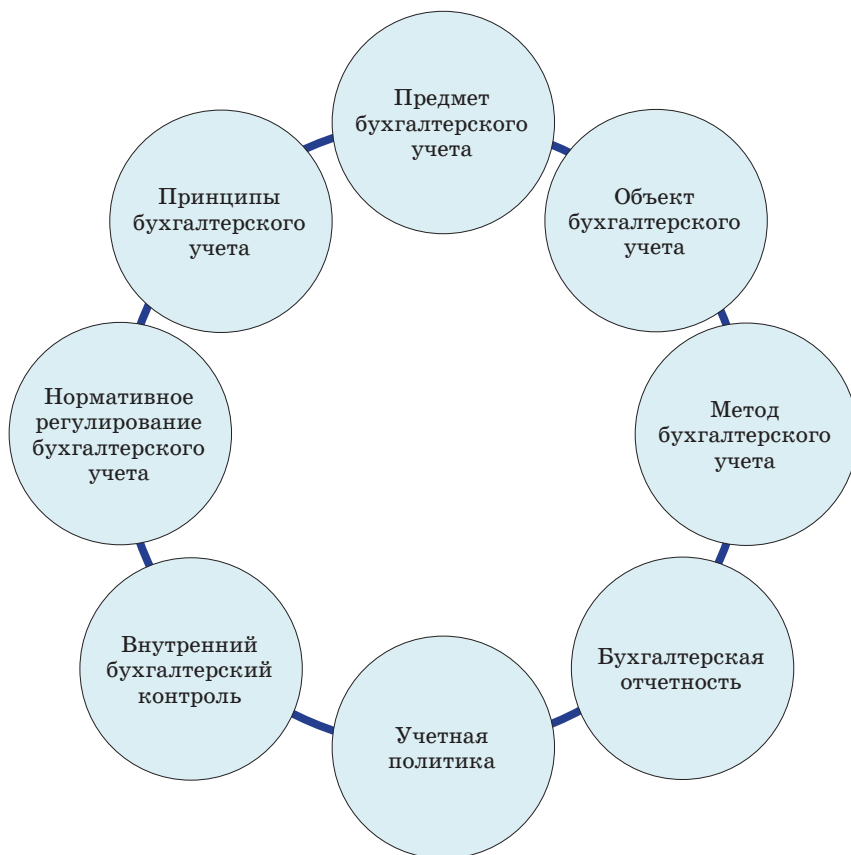 Предмет
бухгалтерского
учета
Объект
бухгалтерского
учета
Метод
бухгалтерского
учета
Бухгалтерская
отчетность
Учетная
политика
Внутренний
бухгалтерский
контроль
Нормативное
регулирование
бухгалтерского
учета
Принципы
бухгалтерского
учета